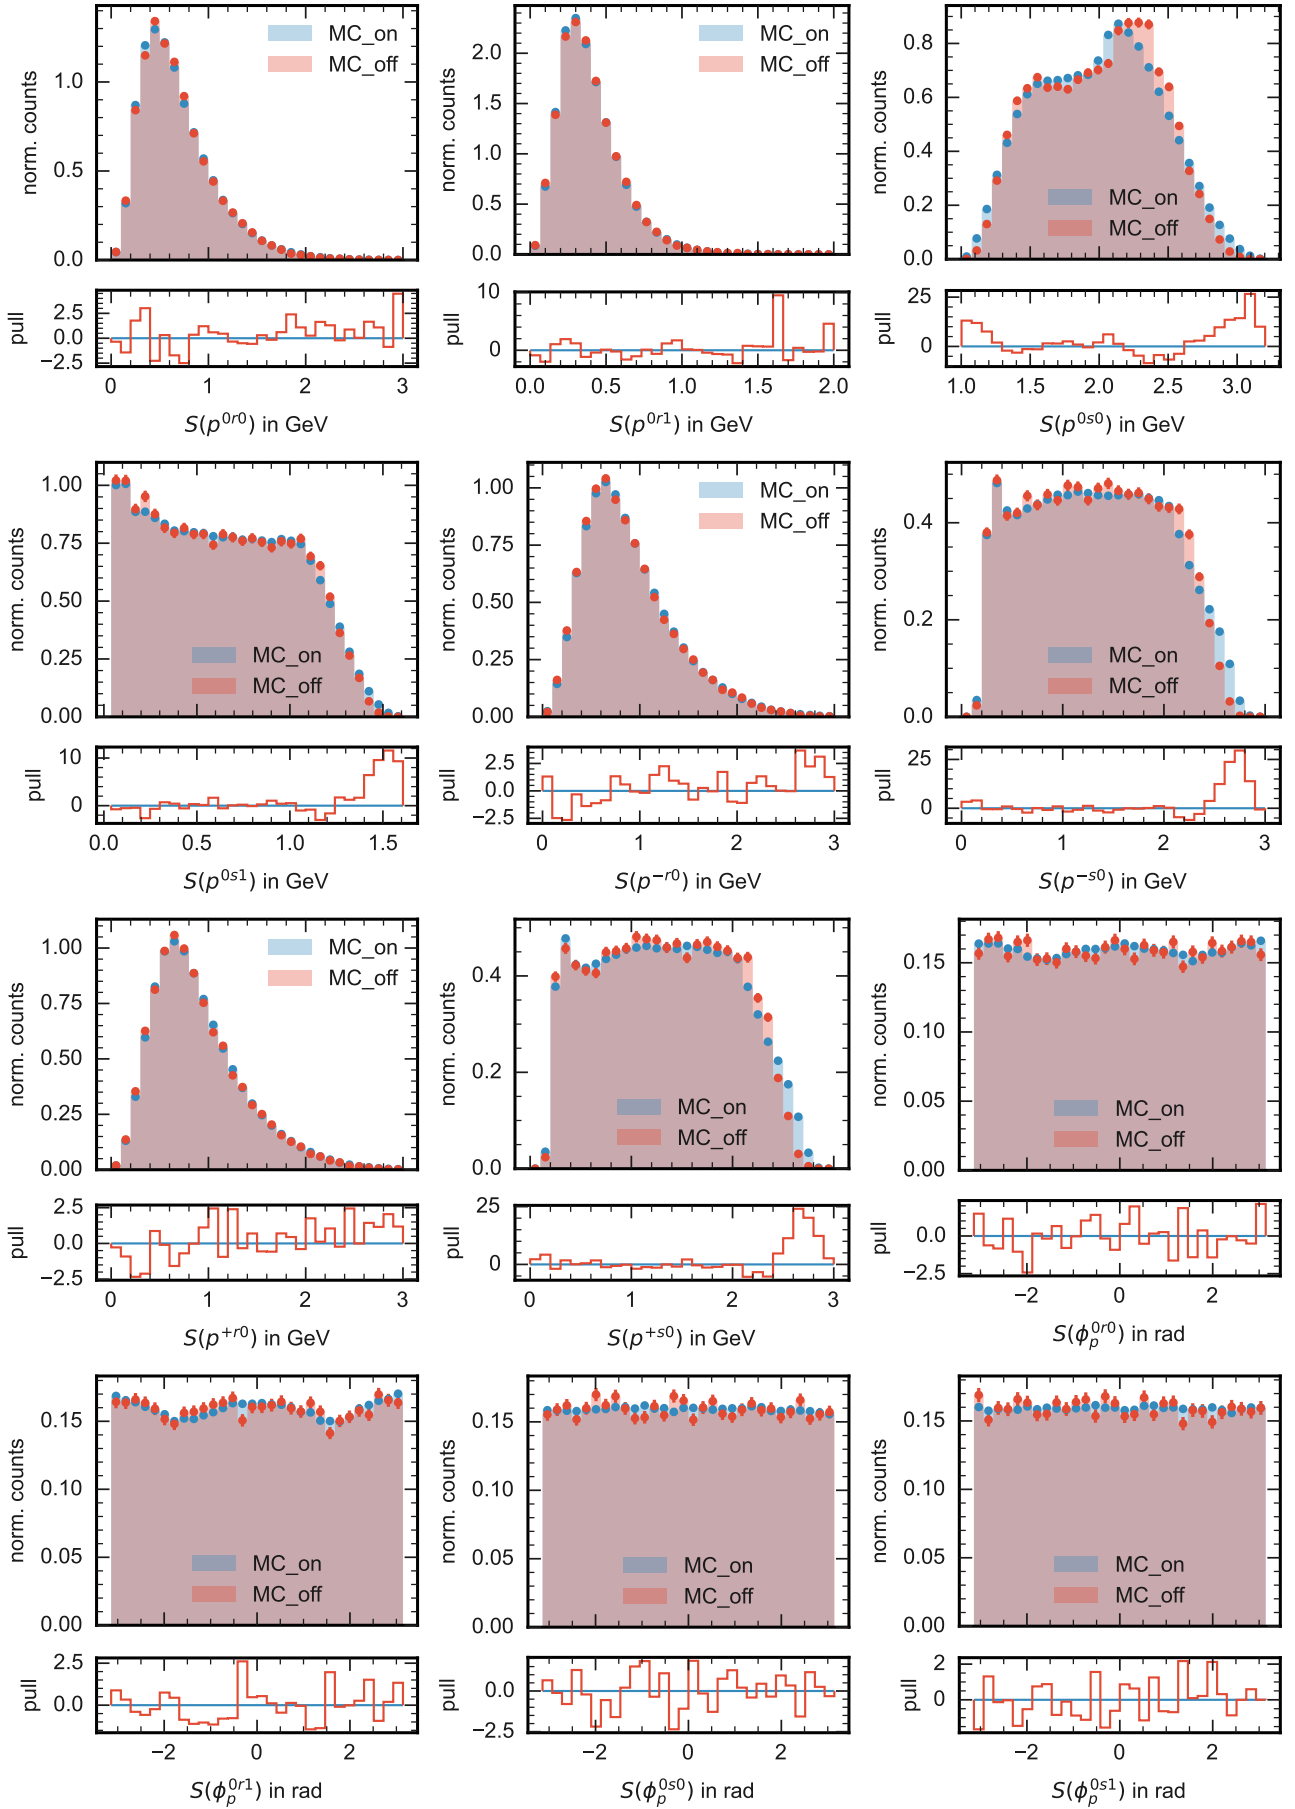 norm. counts
1.0
0.5
0.0
MC_on
MC_off
pull
2.5
0.0
−2.5
0
1
2
3
S(p^{0r0}) in GeV
norm. counts
2.0
1.5
1.0
0.5
0.0
MC_on
MC_off
pull
10
0
0.0
0.5
1.0
1.5
2.0
S(p^{0r1}) in GeV
norm. counts
0.8
0.6
0.4
0.2
0.0
MC_on
MC_off
pull
25
0
1.0
1.5
2.0
2.5
3.0
S(p^{0s0}) in GeV
norm. counts
1.00
0.75
0.50
0.25
0.00
MC_on
MC_off
pull
10
0
0.0
0.5
1.0
1.5
S(p^{0s1}) in GeV
norm. counts
1.00
0.75
0.50
0.25
0.00
MC_on
MC_off
pull
2.5
0.0
−2.5
0
1
2
3
S(p^{−r0}) in GeV
norm. counts
0.4
0.2
0.0
MC_on
MC_off
pull
25
0
0
1
2
3
S(p^{−s0}) in GeV
norm. counts
1.00
0.75
0.50
0.25
0.00
MC_on
MC_off
pull
2.5
0.0
−2.5
0
1
2
3
S(p^{+r0}) in GeV
norm. counts
0.4
0.2
0.0
MC_on
MC_off
pull
25
0
0
1
2
3
S(p^{+s0}) in GeV
norm. counts
0.15
0.10
0.05
0.00
MC_on
MC_off
pull
0.0
−2.5
−2
0
2
S(ϕ_p^{0r0}) in rad
norm. counts
0.15
0.10
0.05
0.00
MC_on
MC_off
pull
2.5
0.0
−2
0
2
S(ϕ_p^{0r1}) in rad
norm. counts
0.15
0.10
0.05
0.00
MC_on
MC_off
pull
0.0
−2.5
−2
0
2
S(ϕ_p^{0s0}) in rad
norm. counts
0.15
0.10
0.05
0.00
MC_on
MC_off
pull
2
0
−2
0
2
S(ϕ_p^{0s1}) in rad